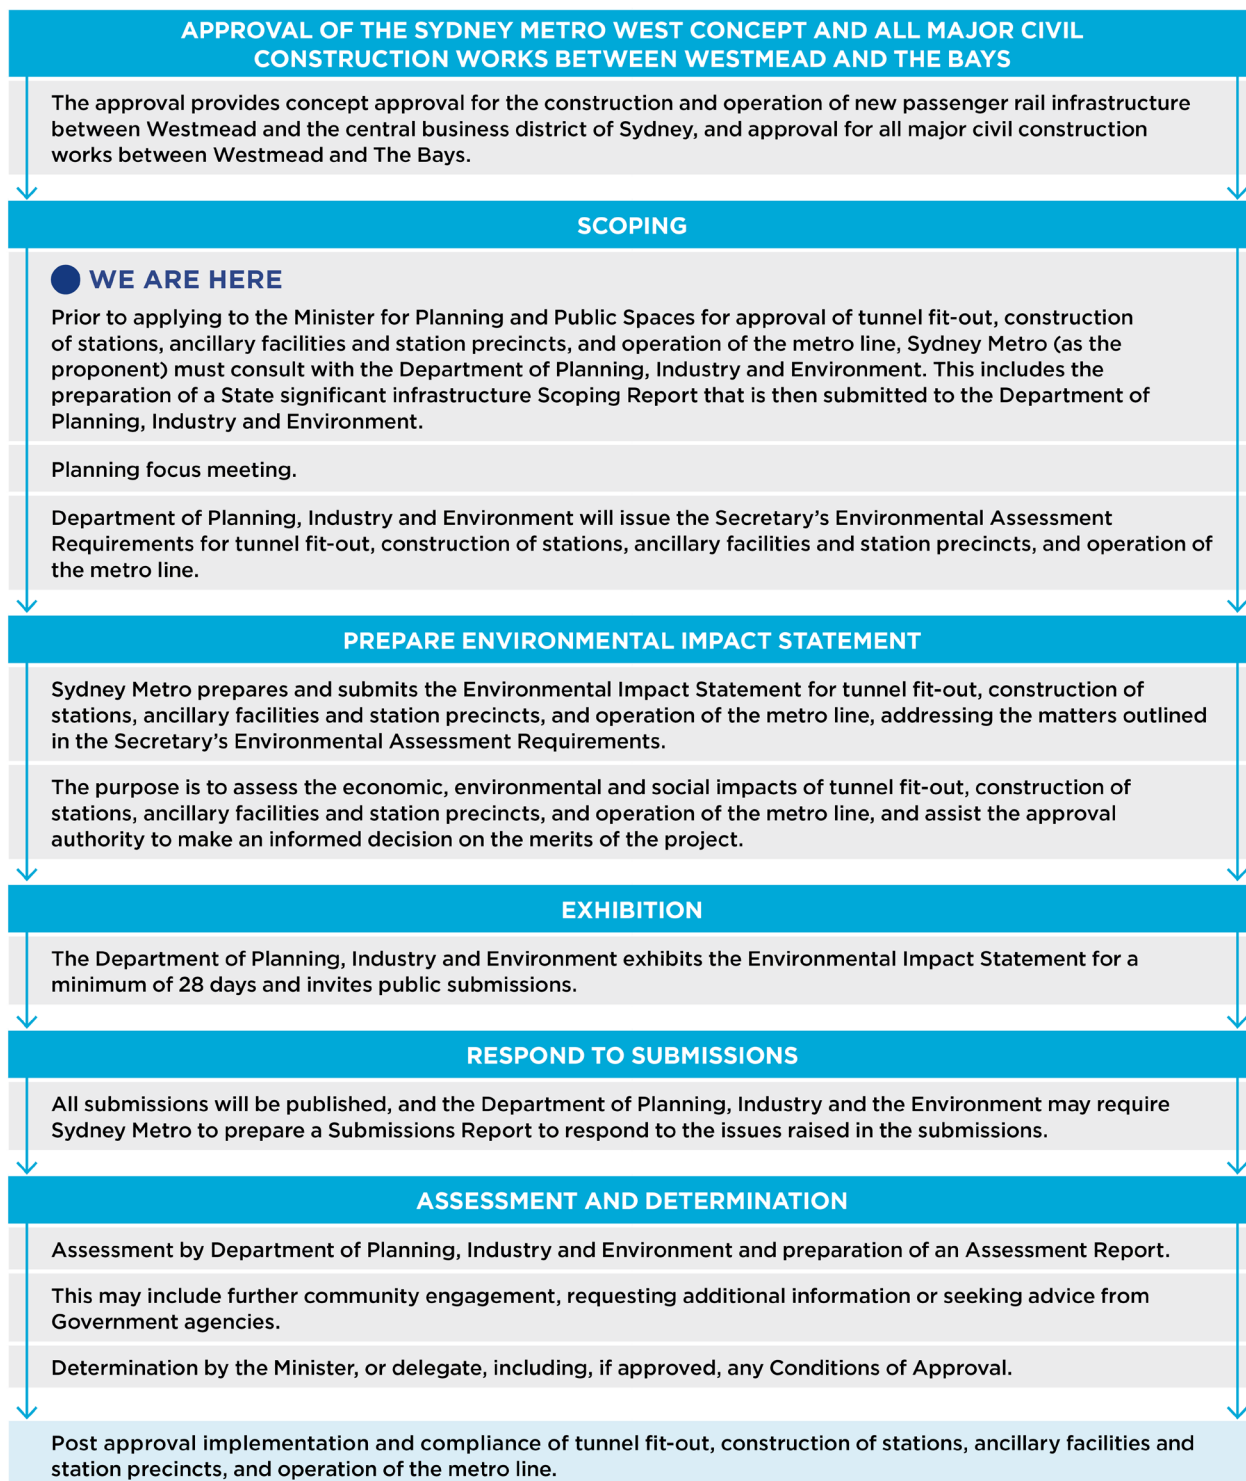 APPROVAL OF THE SYDNEY METRO WEST CONCEPT AND ALL MAJOR CIVIL
CONSTRUCTION WORKS BETWEEN WESTMEAD AND THE BAYS
The approval provides concept approval for the construction and operation of new passenger rail infrastructure
between Westmead and the central business district of Sydney, and approval for all major civil construction
works between Westmead and The Bays.
SCOPING
WE ARE HERE
Prior to applying to the Minister for Planning and Public Spaces for approval of tunnel fit-out, construction
of stations, ancillary facilities and station precincts, and operation of the metro line, Sydney Metro (as the
proponent) must consult with the Department of Planning, Industry and Environment. This includes the
preparation of a State significant infrastructure Scoping Report that is then submitted to the Department of
Planning, Industry and Environment.
Planning focus meeting.
Department of Planning, Industry and Environment will issue the Secretary’s Environmental Assessment
Requirements for tunnel fit-out, construction of stations, ancillary facilities and station precincts, and operation of
the metro line.
PREPARE ENVIRONMENTAL IMPACT STATEMENT
Sydney Metro prepares and submits the Environmental Impact Statement for tunnel fit-out, construction of
stations, ancillary facilities and station precincts, and operation of the metro line, addressing the matters outlined
in the Secretary’s Environmental Assessment Requirements.
The purpose is to assess the economic, environmental and social impacts of tunnel fit-out, construction of
stations, ancillary facilities and station precincts, and operation of the metro line, and assist the approval
authority to make an informed decision on the merits of the project.
EXHIBITION
The Department of Planning, Industry and Environment exhibits the Environmental Impact Statement for a
minimum of 28 days and invites public submissions.
RESPOND TO SUBMISSIONS
All submissions will be published, and the Department of Planning, Industry and the Environment may require
Sydney Metro to prepare a Submissions Report to respond to the issues raised in the submissions.
ASSESSMENT AND DETERMINATION
Assessment by Department of Planning, Industry and Environment and preparation of an Assessment Report.
This may include further community engagement, requesting additional information or seeking advice from
Government agencies.
Determination by the Minister, or delegate, including, if approved, any Conditions of Approval.
Post approval implementation and compliance of tunnel fit-out, construction of stations, ancillary facilities and
station precincts, and operation of the metro line.